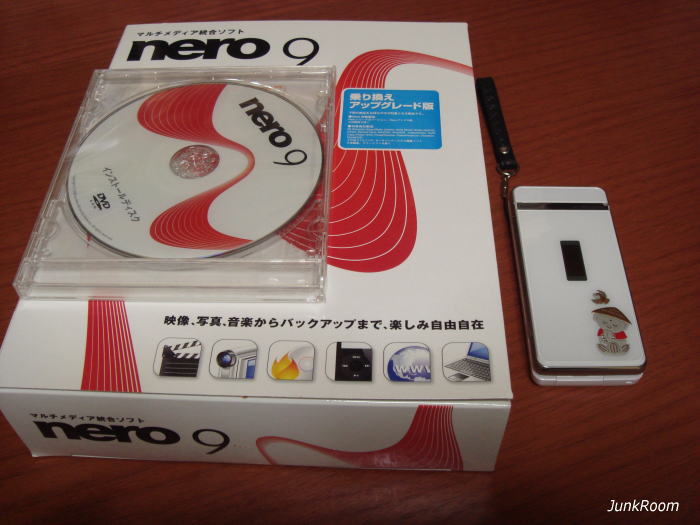 マルチメディア統合ソフト
nero 9
乗り換え
アップグレード版
nero 9
インストールディスク
DVD
映像、写真、音楽からバックアップまで、楽しみ自由自在
www
マルチメディア統合ソフト
nero 9
JunkRoom